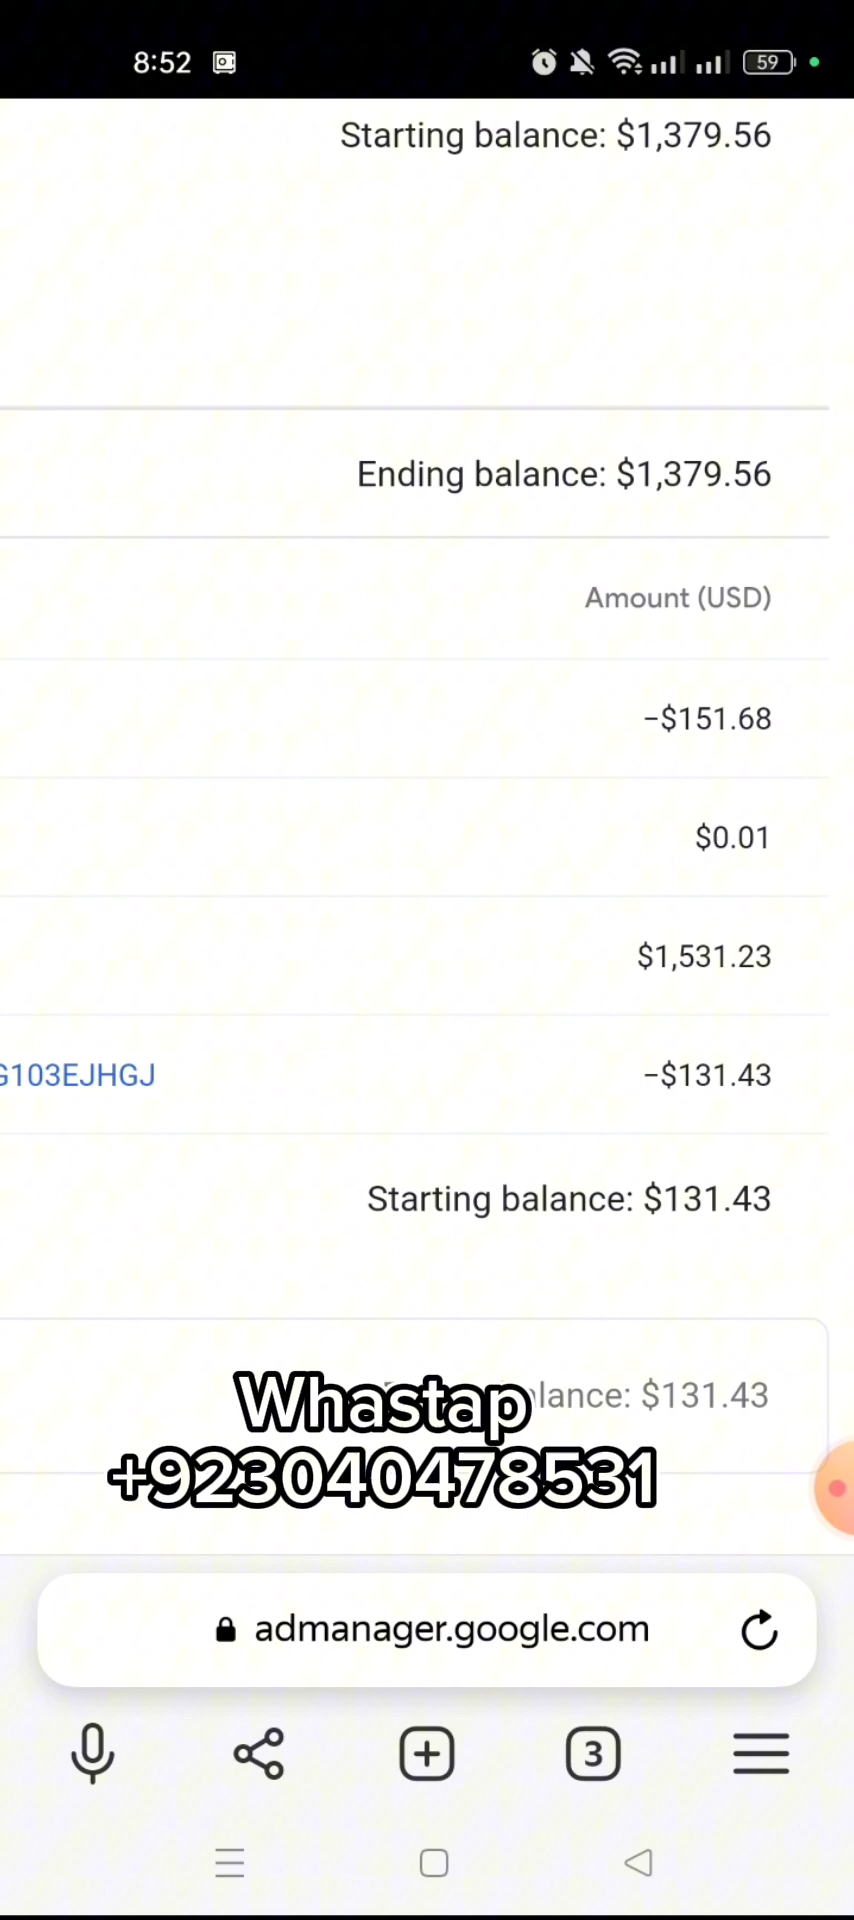 8:52
59
Starting balance: $1,379.56
Ending balance: $1,379.56
Amount (USD)
−$151.68
$0.01
$1,531.23
G103EJHGJ −$131.43
Starting balance: $131.43
lance: $131.43
Whastap
+923040478531
admanager.google.com
3